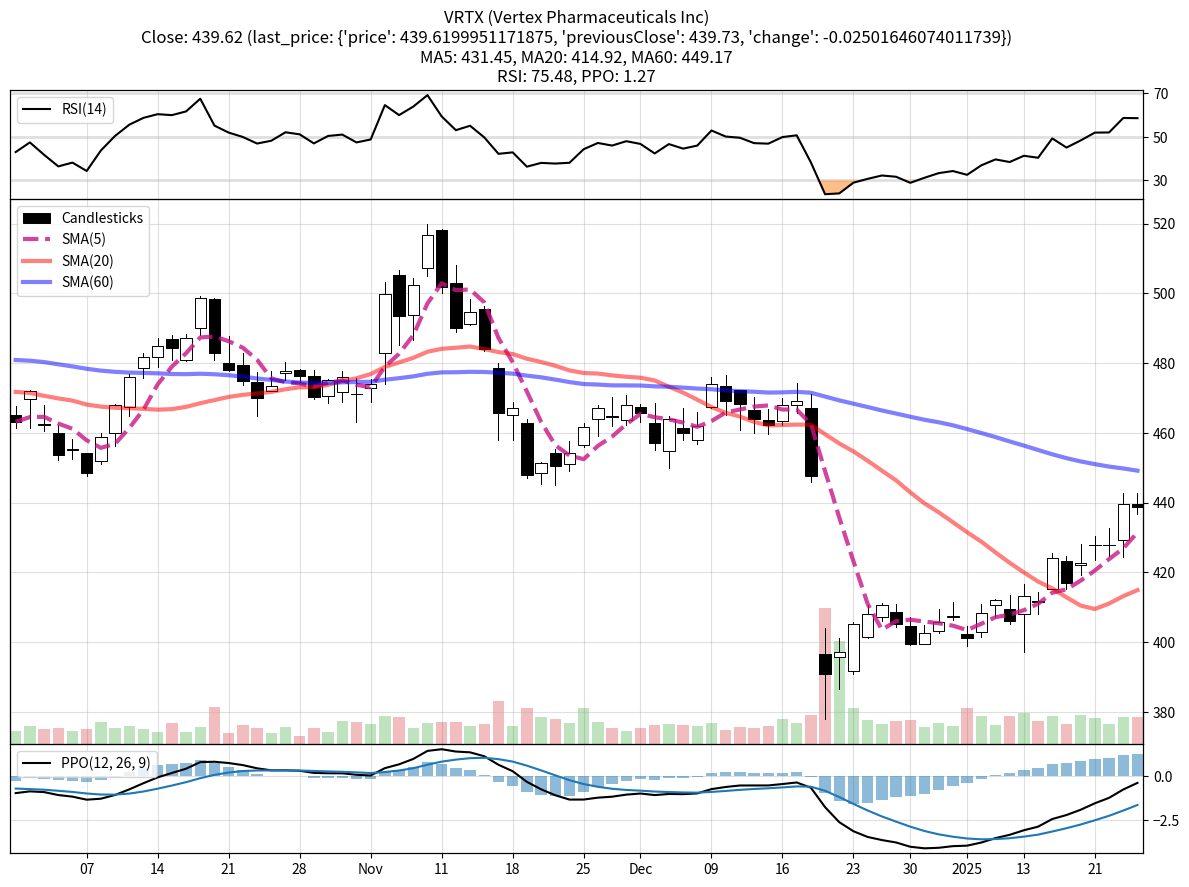 VRTX (Vertex Pharmaceuticals Inc)
Close: 439.62 (last_price: {'price': 439.6199951171875, 'previousClose': 439.73, 'change': -0.02501646074011739})
MA5: 431.45, MA20: 414.92, MA60: 449.17
RSI: 75.48, PPO: 1.27
RSI(14)
70
50
30
Candlesticks
SMA(5)
SMA(20)
SMA(60)
520
500
480
460
440
420
400
380
PPO(12, 26, 9)
0.0
−2.5
07 14 21 28 Nov 11 18 25 Dec 09 16 23 30 2025 13 21